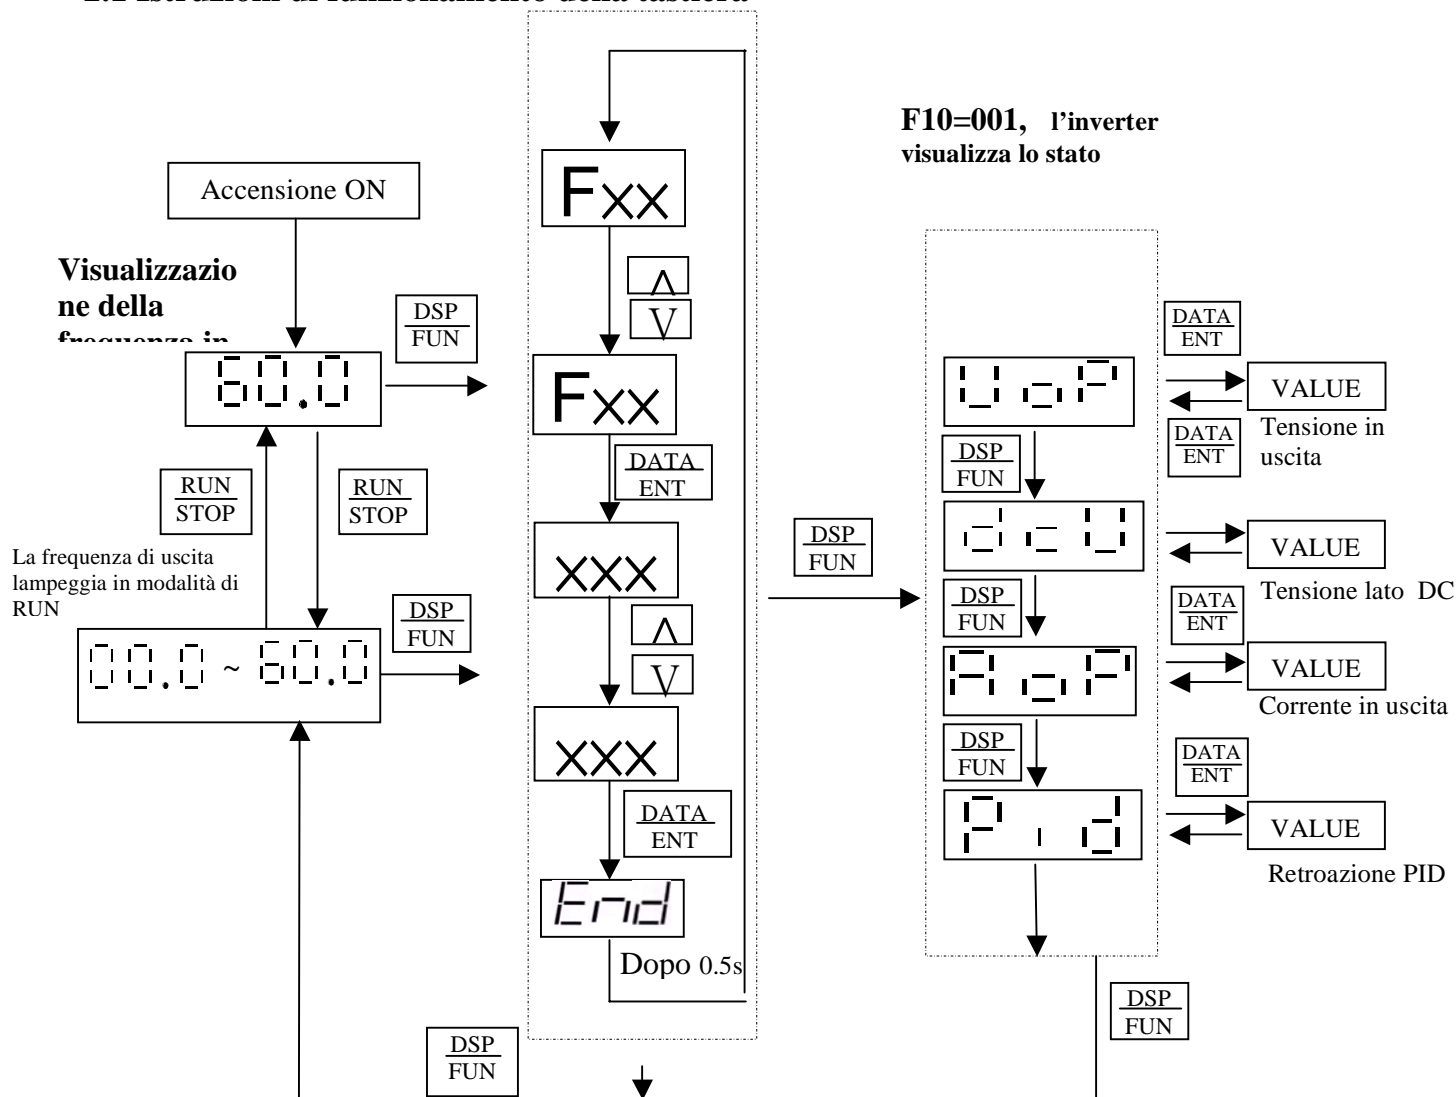 F10=001, l'inverter
visualizza lo stato
Accensione ON
Visualizzazio
ne della
DSP
FUN
60.0
RUN
STOP
RUN
STOP
La frequenza di uscita
lampeggia in modalità di
RUN
00.0 ~ 60.0
DSP
FUN
Fxx
Λ
V
Fxx
DATA
ENT
xxx
Λ
V
xxx
DATA
ENT
End
Dopo 0.5s
DSP
FUN
DSP
FUN
UoP
DATA
ENT
VALUE
DATA
ENT
Tensione in
uscita
DSP
FUN
dcU
VALUE
Tensione lato DC
DSP
FUN
DATA
ENT
AoP
VALUE
Corrente in uscita
DSP
FUN
DATA
ENT
Pid
VALUE
Retroazione PID
DSP
FUN